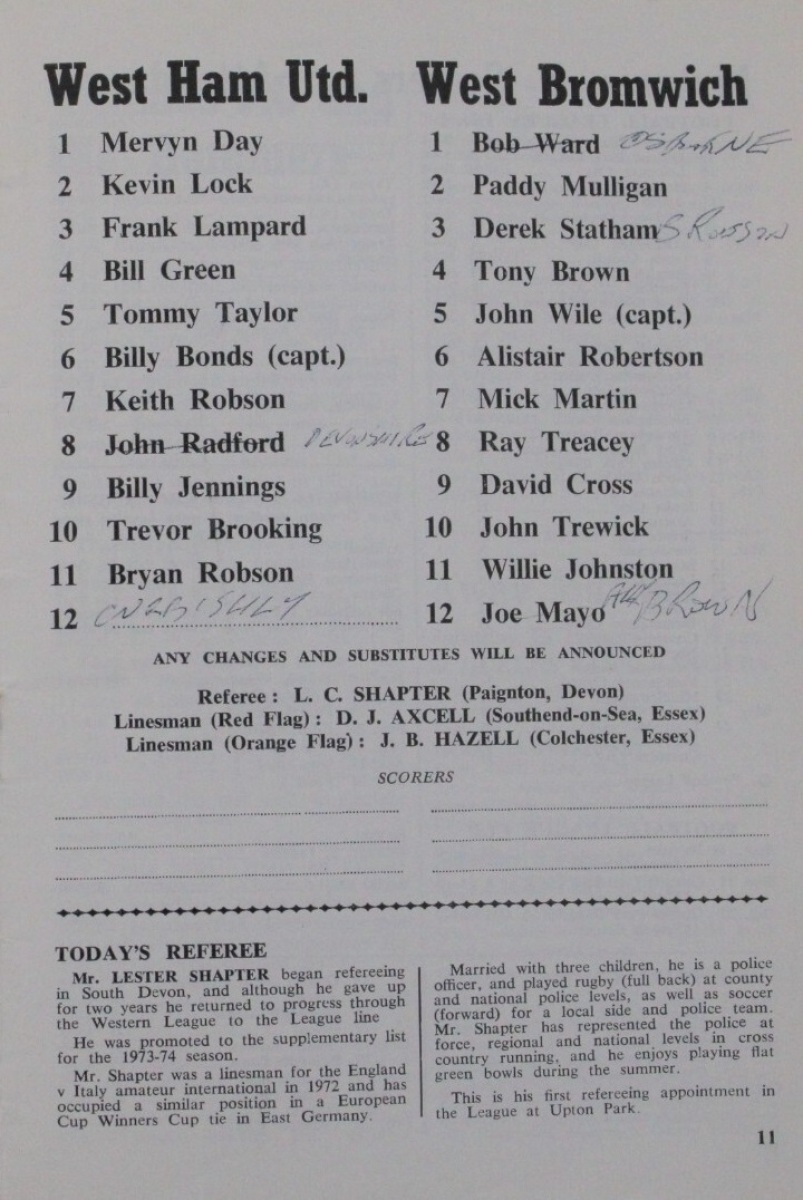 West Ham Utd.
1 Mervyn Day
2 Kevin Lock
3 Frank Lampard
4 Bill Green
5 Tommy Taylor
6 Billy Bonds (capt.)
7 Keith Robson
8 John Radford DEVONSHIRE
9 Billy Jennings
10 Trevor Brooking
11 Bryan Robson
12
West Bromwich
1 Bob Ward OSBORNE
2 Paddy Mulligan
3 Derek Statham
4 Tony Brown
5 John Wile (capt.)
6 Alistair Robertson
7 Mick Martin
8 Ray Treacey
9 David Cross
10 John Trewick
11 Willie Johnston
12 Joe Mayo BROWN
ANY CHANGES AND SUBSTITUTES WILL BE ANNOUNCED
Referee : L. C. SHAPTER (Paignton, Devon)
Linesman (Red Flag) : D. J. AXCELL (Southend-on-Sea, Essex)
Linesman (Orange Flag) : J. B. HAZELL (Colchester, Essex)
SCORERS
TODAY'S REFEREE
Mr. LESTER SHAPTER began refereeing
in South Devon, and although he gave up
for two years he returned to progress through
the Western League to the League line
He was promoted to the supplementary list
for the 1973-74 season.
Mr. Shapter was a linesman for the England
v Italy amateur international in 1972 and has
occupied a similar position in a European
Cup Winners Cup tie in East Germany.
Married with three children, he is a police
officer, and played rugby (full back) at county
and national police levels, as well as soccer
(forward) for a local side and police team.
Mr. Shapter has represented the police at
force, regional and national levels in cross
country running, and he enjoys playing flat
green bowls during the summer.
This is his first refereeing appointment in
the League at Upton Park.
11